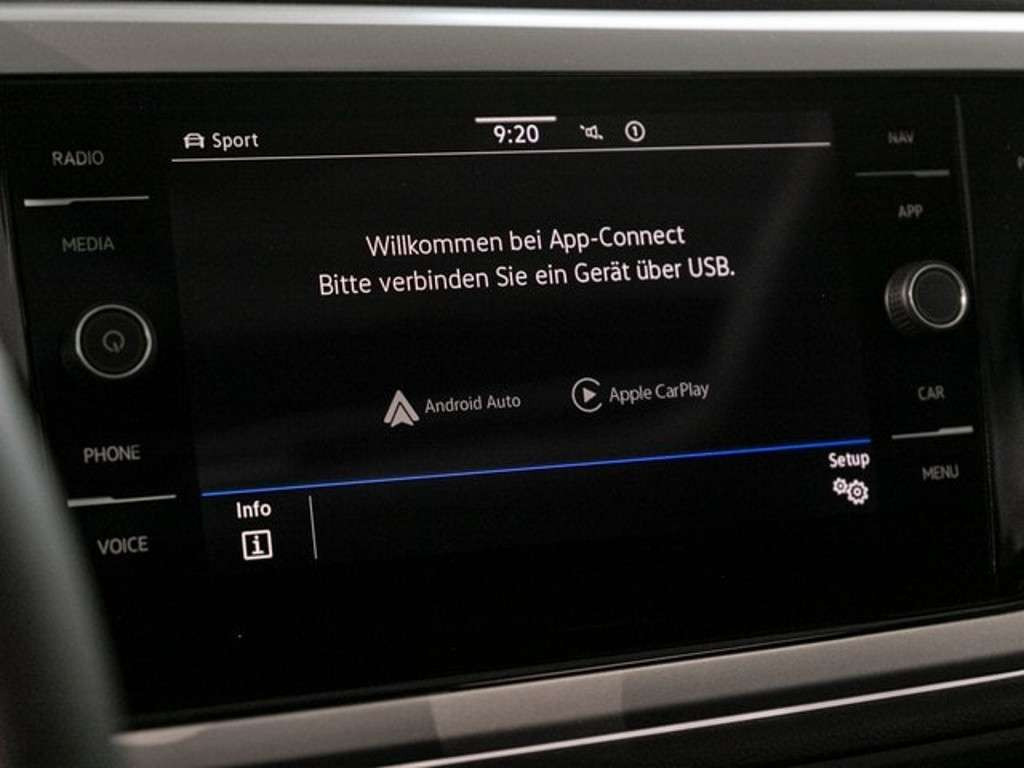 RADIO
MEDIA
PHONE
VOICE
Sport
9:20
1
Willkommen bei App-Connect
Bitte verbinden Sie ein Gerät über USB.
Android Auto
Apple CarPlay
Info
i
Setup
NAV
APP
CAR
MENU